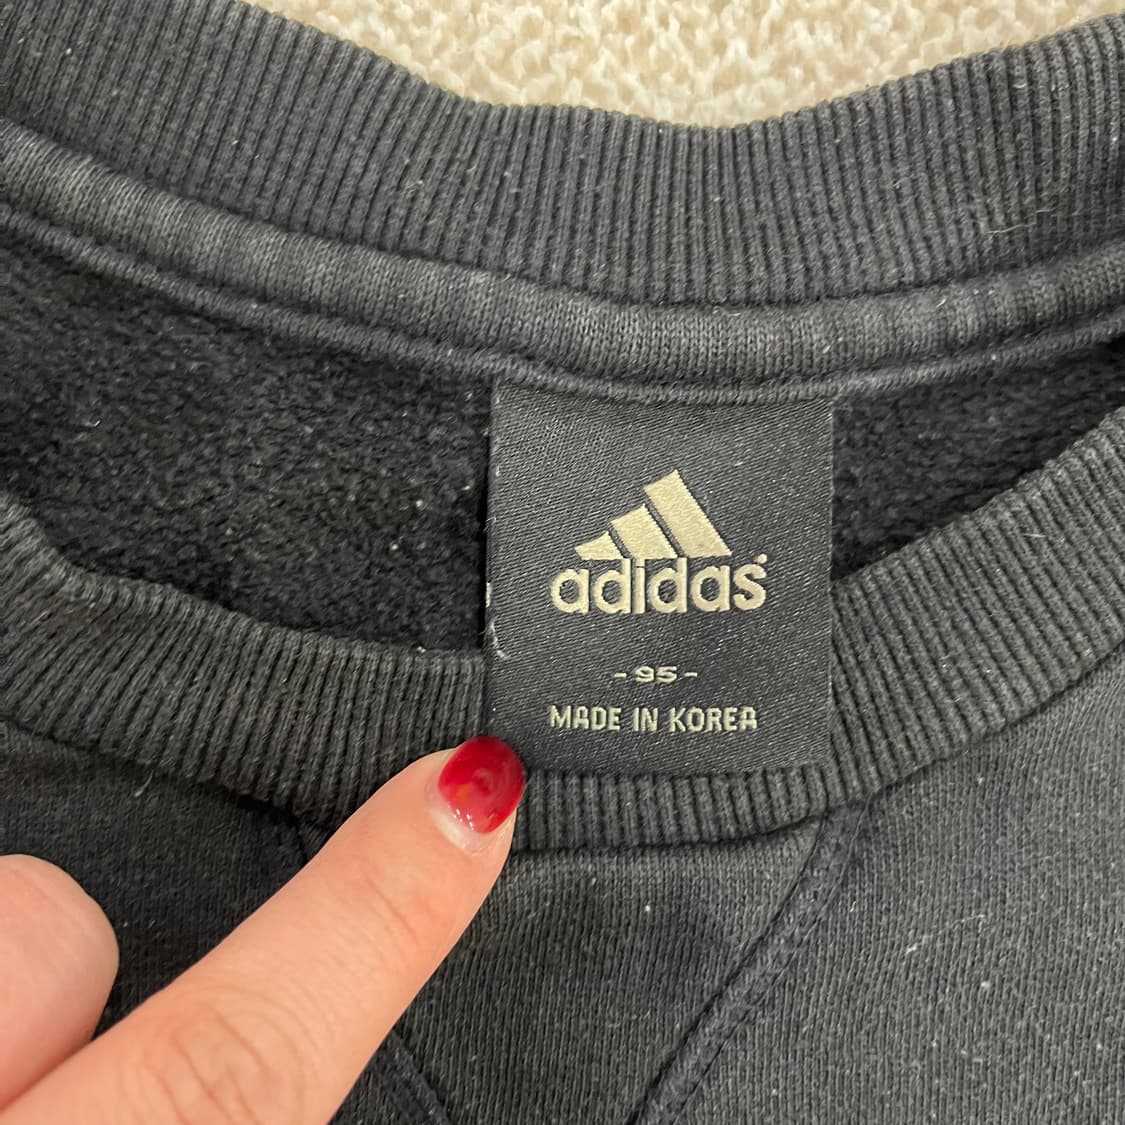 adidas
- 95 -
MADE IN KOREA